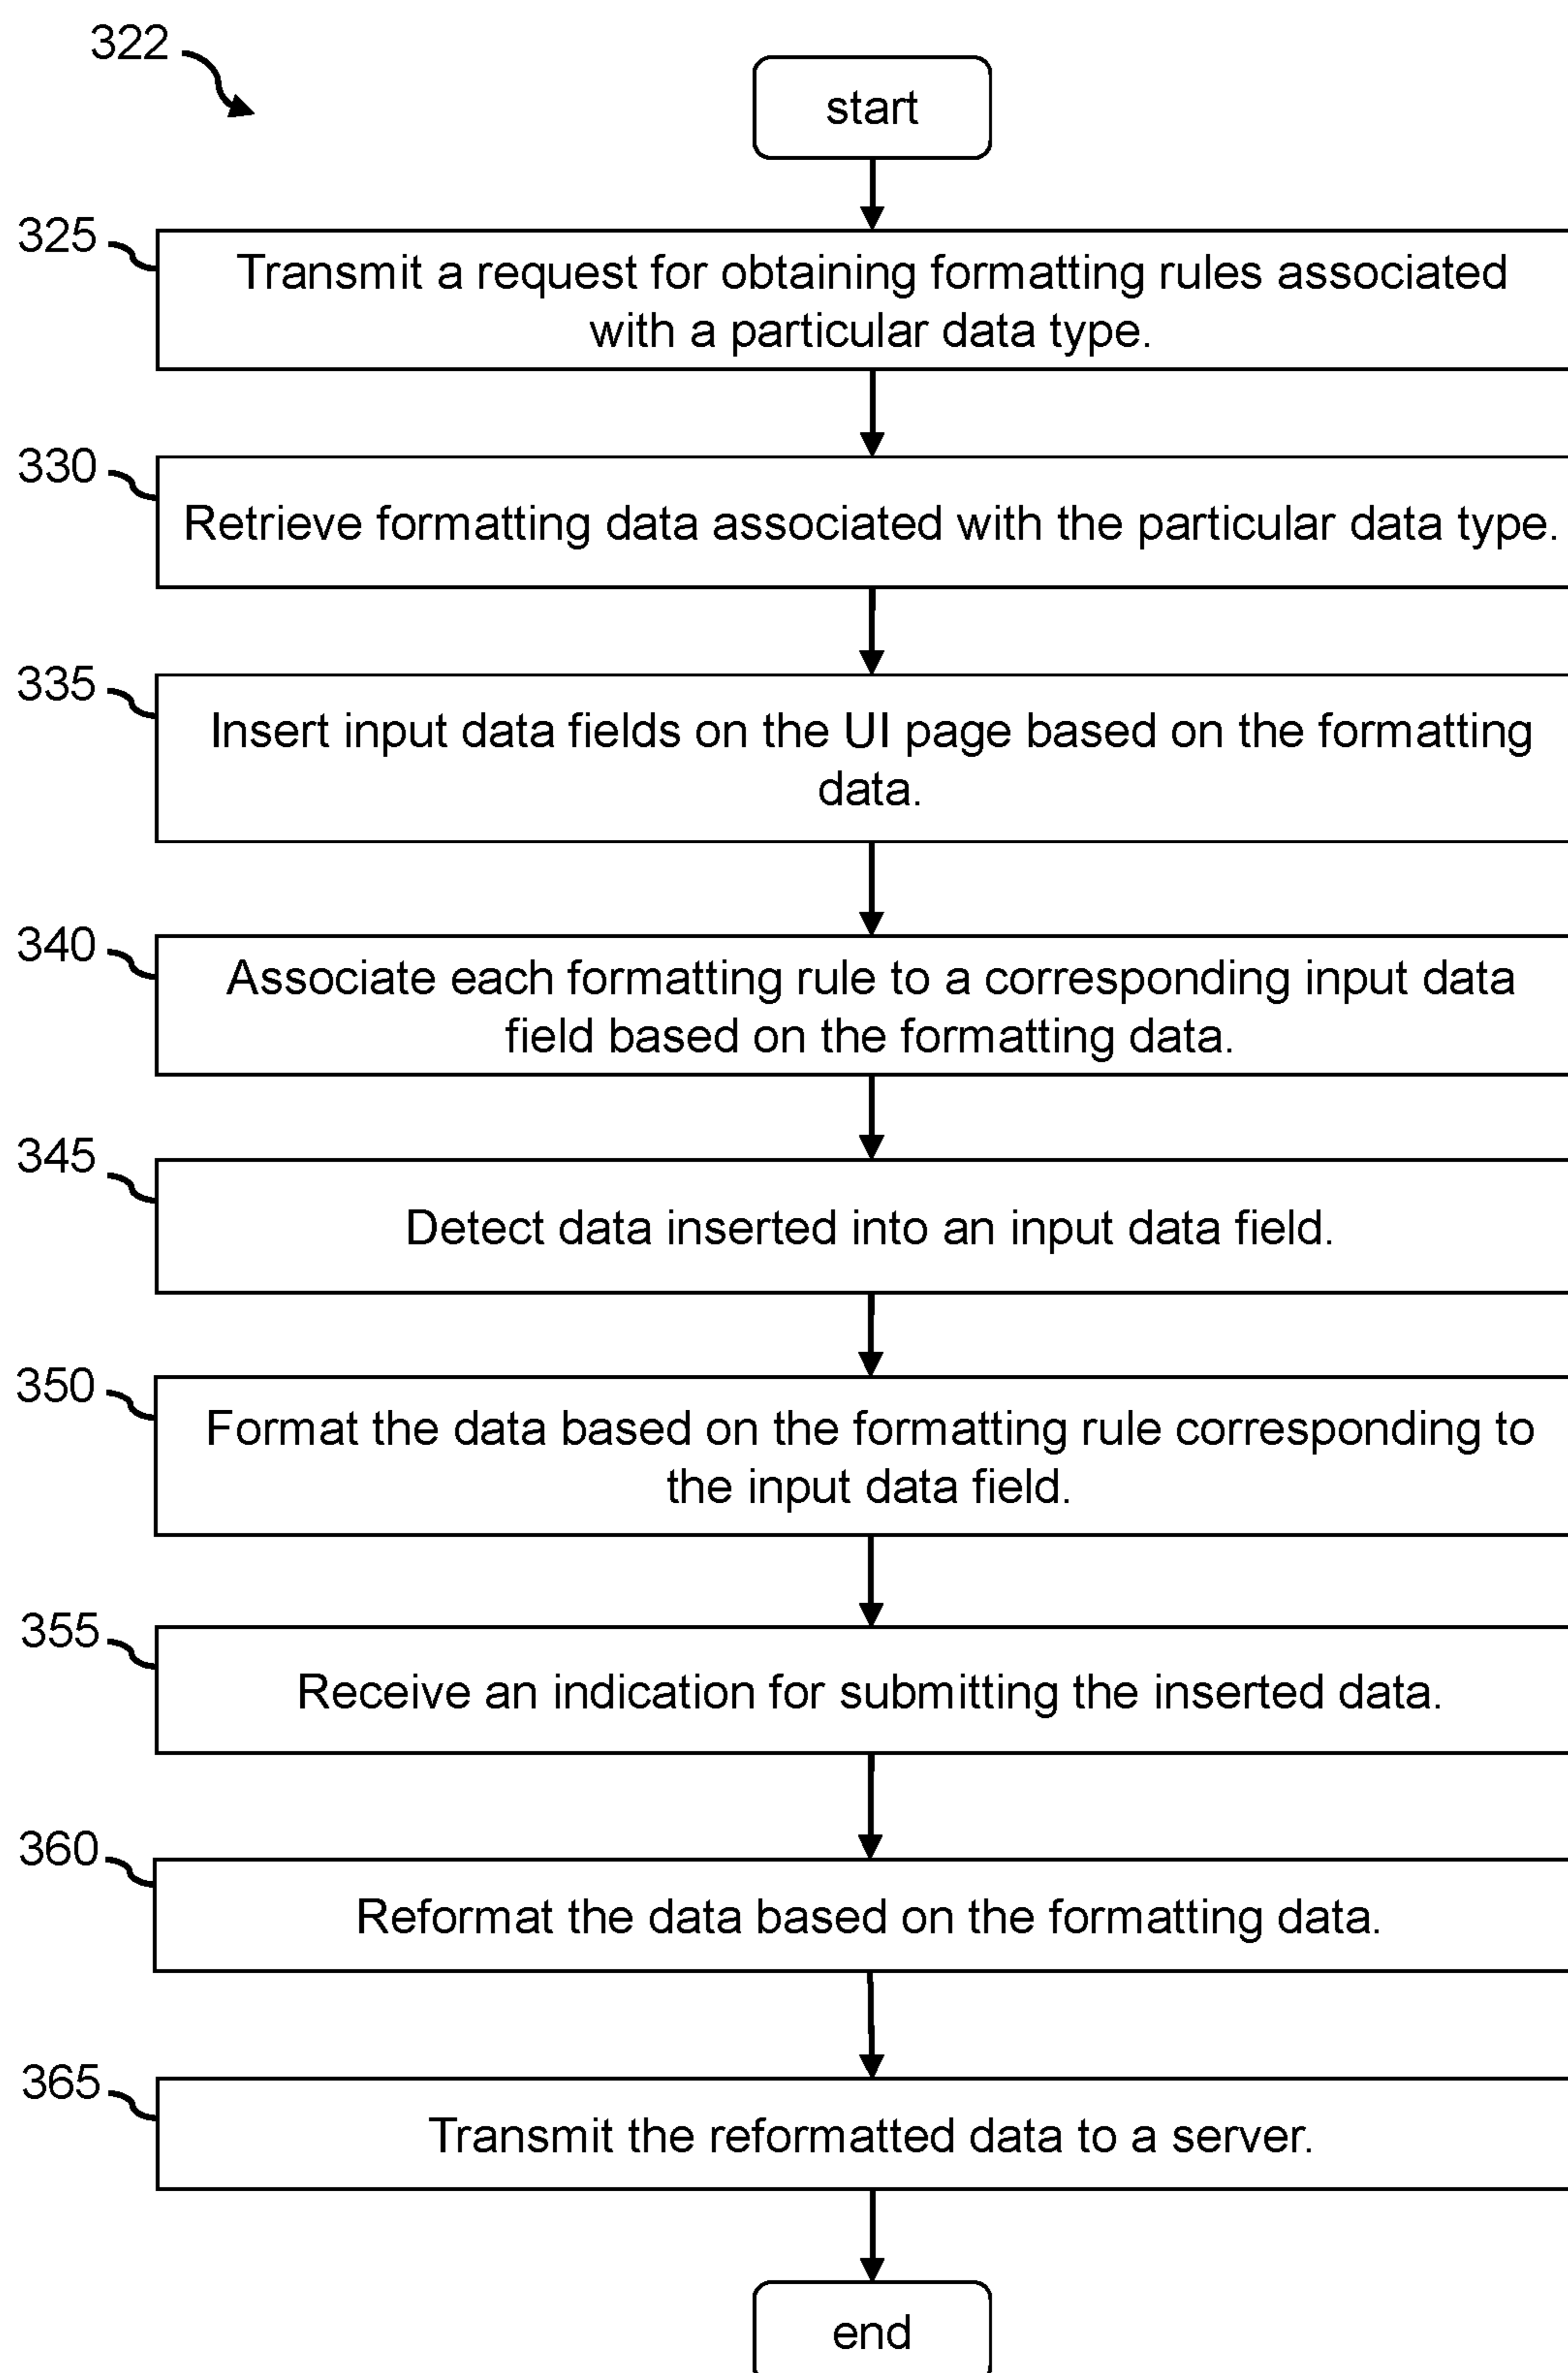 322
start
325
Transmit a request for obtaining formatting rules associated
with a particular data type.
330
Retrieve formatting data associated with the particular data type.
335
Insert input data fields on the UI page based on the formatting
data.
340
Associate each formatting rule to a corresponding input data
field based on the formatting data.
345
Detect data inserted into an input data field.
350
Format the data based on the formatting rule corresponding to
the input data field.
355
Receive an indication for submitting the inserted data.
360
Reformat the data based on the formatting data.
365
Transmit the reformatted data to a server.
end